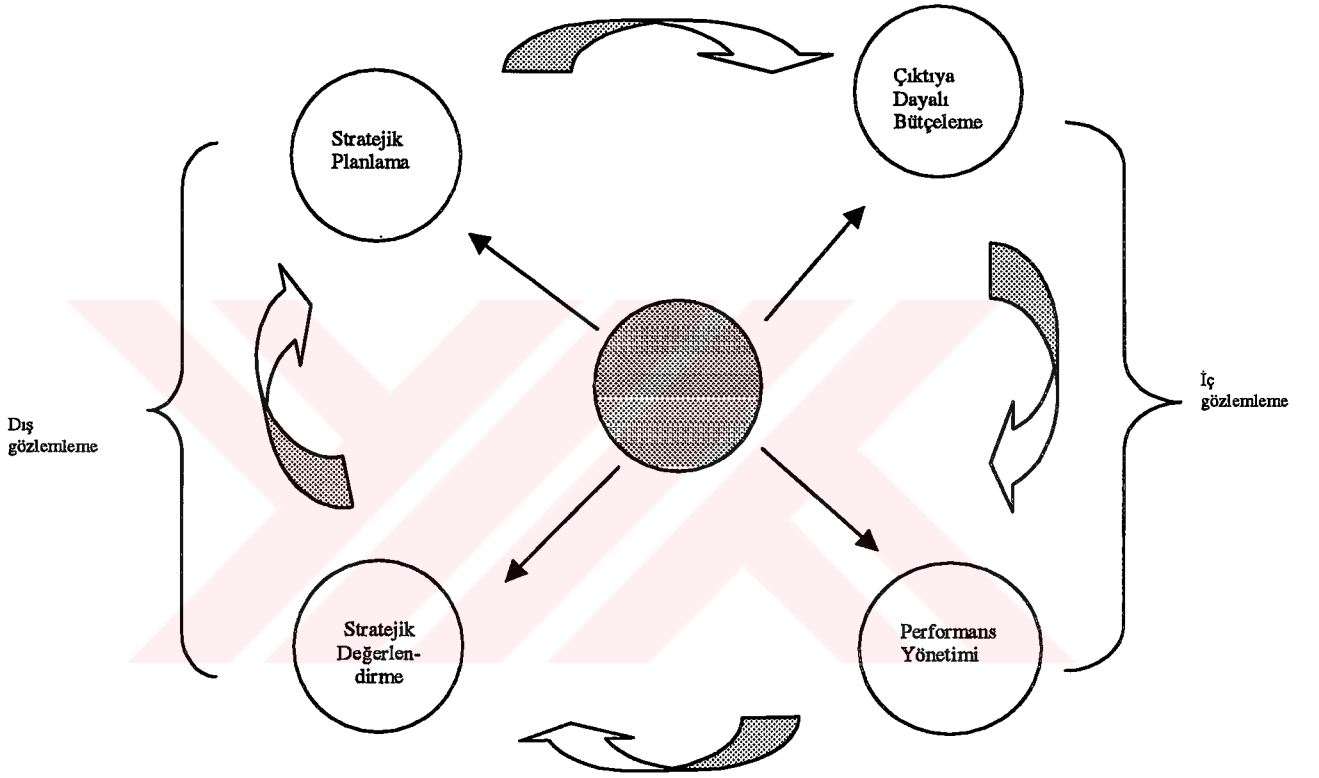 Stratejik
Planlama
Çıktıya
Dayalı
Bütçeleme
Dış
gözlemleme
İç
gözlemleme
Stratejik
Değerlen-
dirme
Performans
Yönetimi